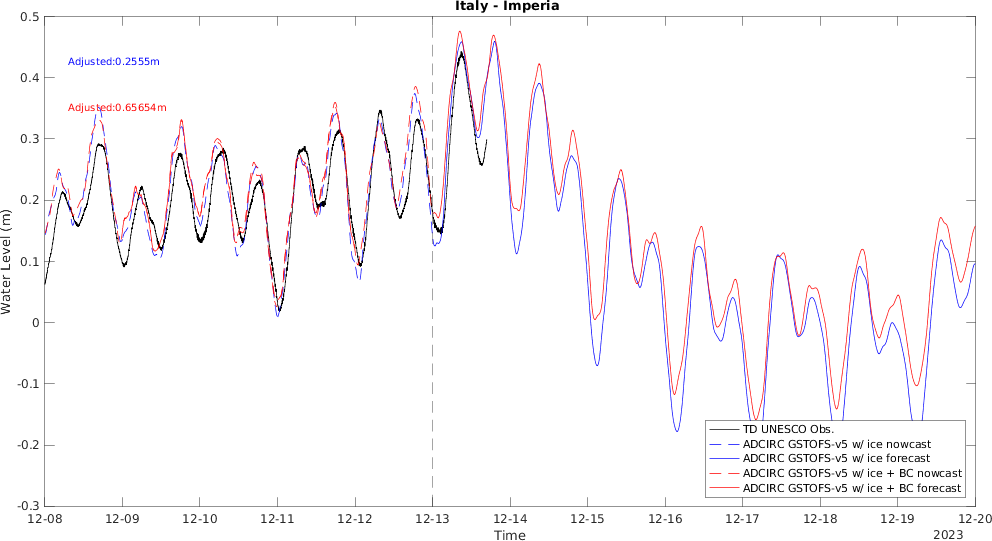 Italy - Imperia
0.5
0.4
0.3
0.2
0.1
0
-0.1
-0.2
-0.3
Water Level (m)
Adjusted:0.2555m
Adjusted:0.65654m
TD UNESCO Obs.
ADCIRC GSTOFS-v5 w/ ice nowcast
ADCIRC GSTOFS-v5 w/ ice forecast
ADCIRC GSTOFS-v5 w/ ice + BC nowcast
ADCIRC GSTOFS-v5 w/ ice + BC forecast
12-08 12-09 12-10 12-11 12-12 12-13 12-14 12-15 12-16 12-17 12-18 12-19 12-20
Time
2023